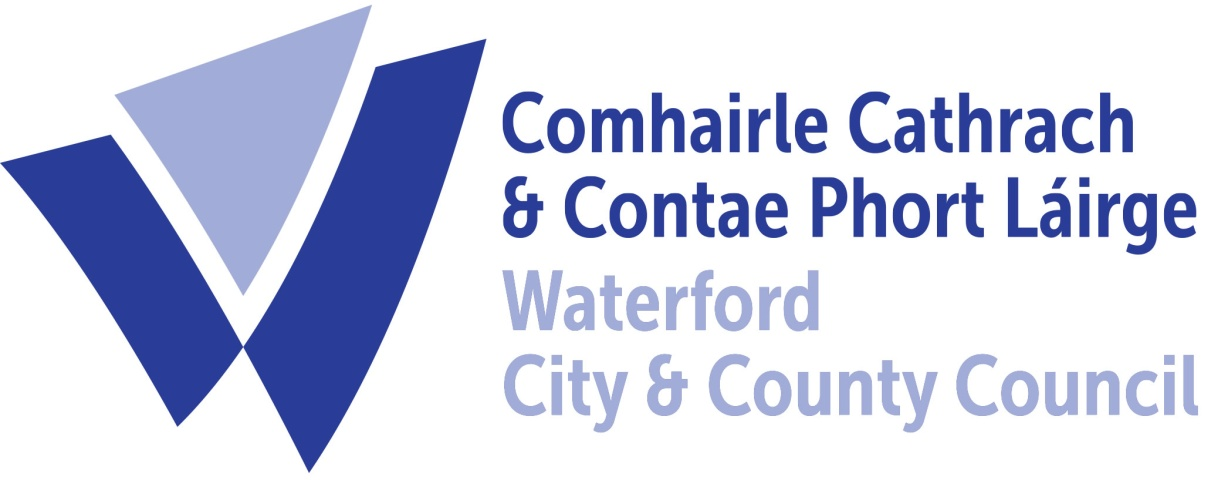 Comhairle Cathrach
& Contae Phort Láirge
Waterford
City & County Council